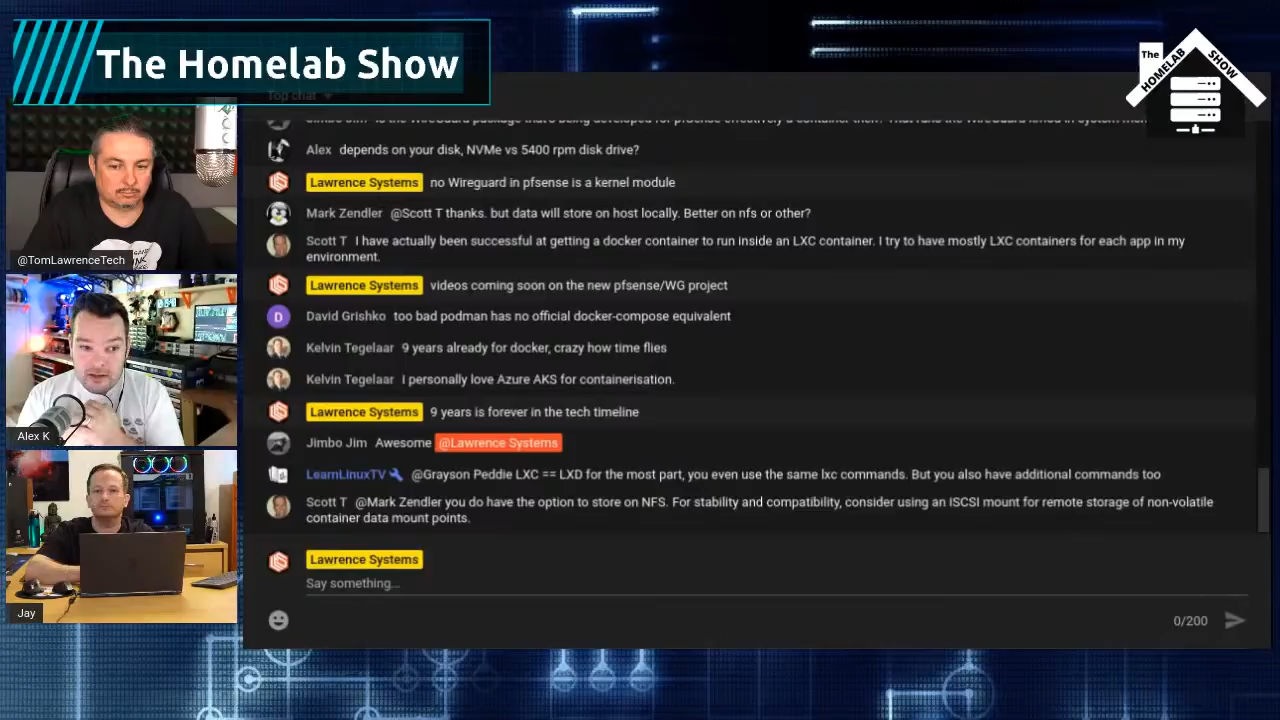 The Homelab Show
The
HOMELAB
SHOW
Top chat
Alex depends on your disk, NVMe vs 5400 rpm disk drive?
Lawrence Systems no Wireguard in pfsense is a kernel module
Mark Zendler @Scott T thanks. but data will store on host locally. Better on nfs or other?
Scott T I have actually been successful at getting a docker container to run inside an LXC container. I try to have mostly LXC containers for each app in my
environment.
Lawrence Systems videos coming soon on the new pfsense/WG project
D David Grishko too bad podman has no official docker-compose equivalent
Kelvin Tegelaar 9 years already for docker, crazy how time flies
Kelvin Tegelaar I personally love Azure AKS for containerisation.
Lawrence Systems 9 years is forever in the tech timeline
Jimbo Jim Awesome @Lawrence Systems
LearnLinuxTV @Grayson Peddie LXC == LXD for the most part, you even use the same lxc commands. But you also have additional commands too
Scott T @Mark Zendler you do have the option to store on NFS. For stability and compatibility, consider using an ISCSI mount for remote storage of non-volatile
container data mount points.
Lawrence Systems
Say something...
0/200
@TomLawrenceTech
Alex K
Jay